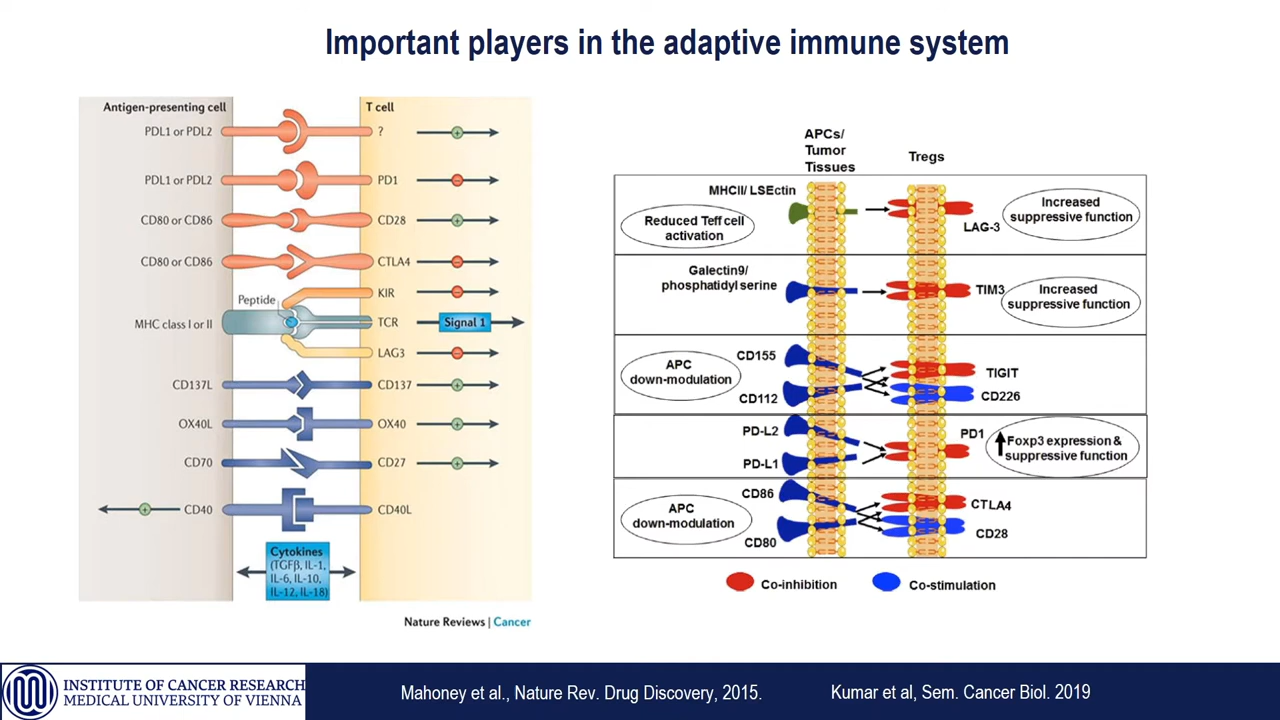 Important players in the adaptive immune system
Antigen-presenting cell
T cell
PDL1 or PDL2
?
+
PDL1 or PDL2
PD1
–
CD80 or CD86
CD28
+
CD80 or CD86
CTLA4
–
KIR
–
Peptide
MHC class I or II
TCR
Signal 1
LAG3
–
CD137L
CD137
+
OX40L
OX40
+
CD70
CD27
+
+
CD40
CD40L
Cytokines
(TGFβ, IL-1,
IL-6, IL-10,
IL-12, IL-18)
Nature Reviews | Cancer
APCs/
Tumor
Tissues
Tregs
MHCII/ LSEctin
Reduced Teff cell
activation
LAG-3
Increased
suppressive function
Galectin9/
phosphatidyl serine
TIM3
Increased
suppressive function
APC
down-modulation
CD155
CD112
TIGIT
CD226
PD-L2
PD-L1
PD1
Foxp3 expression &
suppressive function
APC
down-modulation
CD86
CD80
CTLA4
CD28
Co-inhibition
Co-stimulation
INSTITUTE OF CANCER RESEARCH
MEDICAL UNIVERSITY OF VIENNA
Mahoney et al., Nature Rev. Drug Discovery, 2015.
Kumar et al, Sem. Cancer Biol. 2019